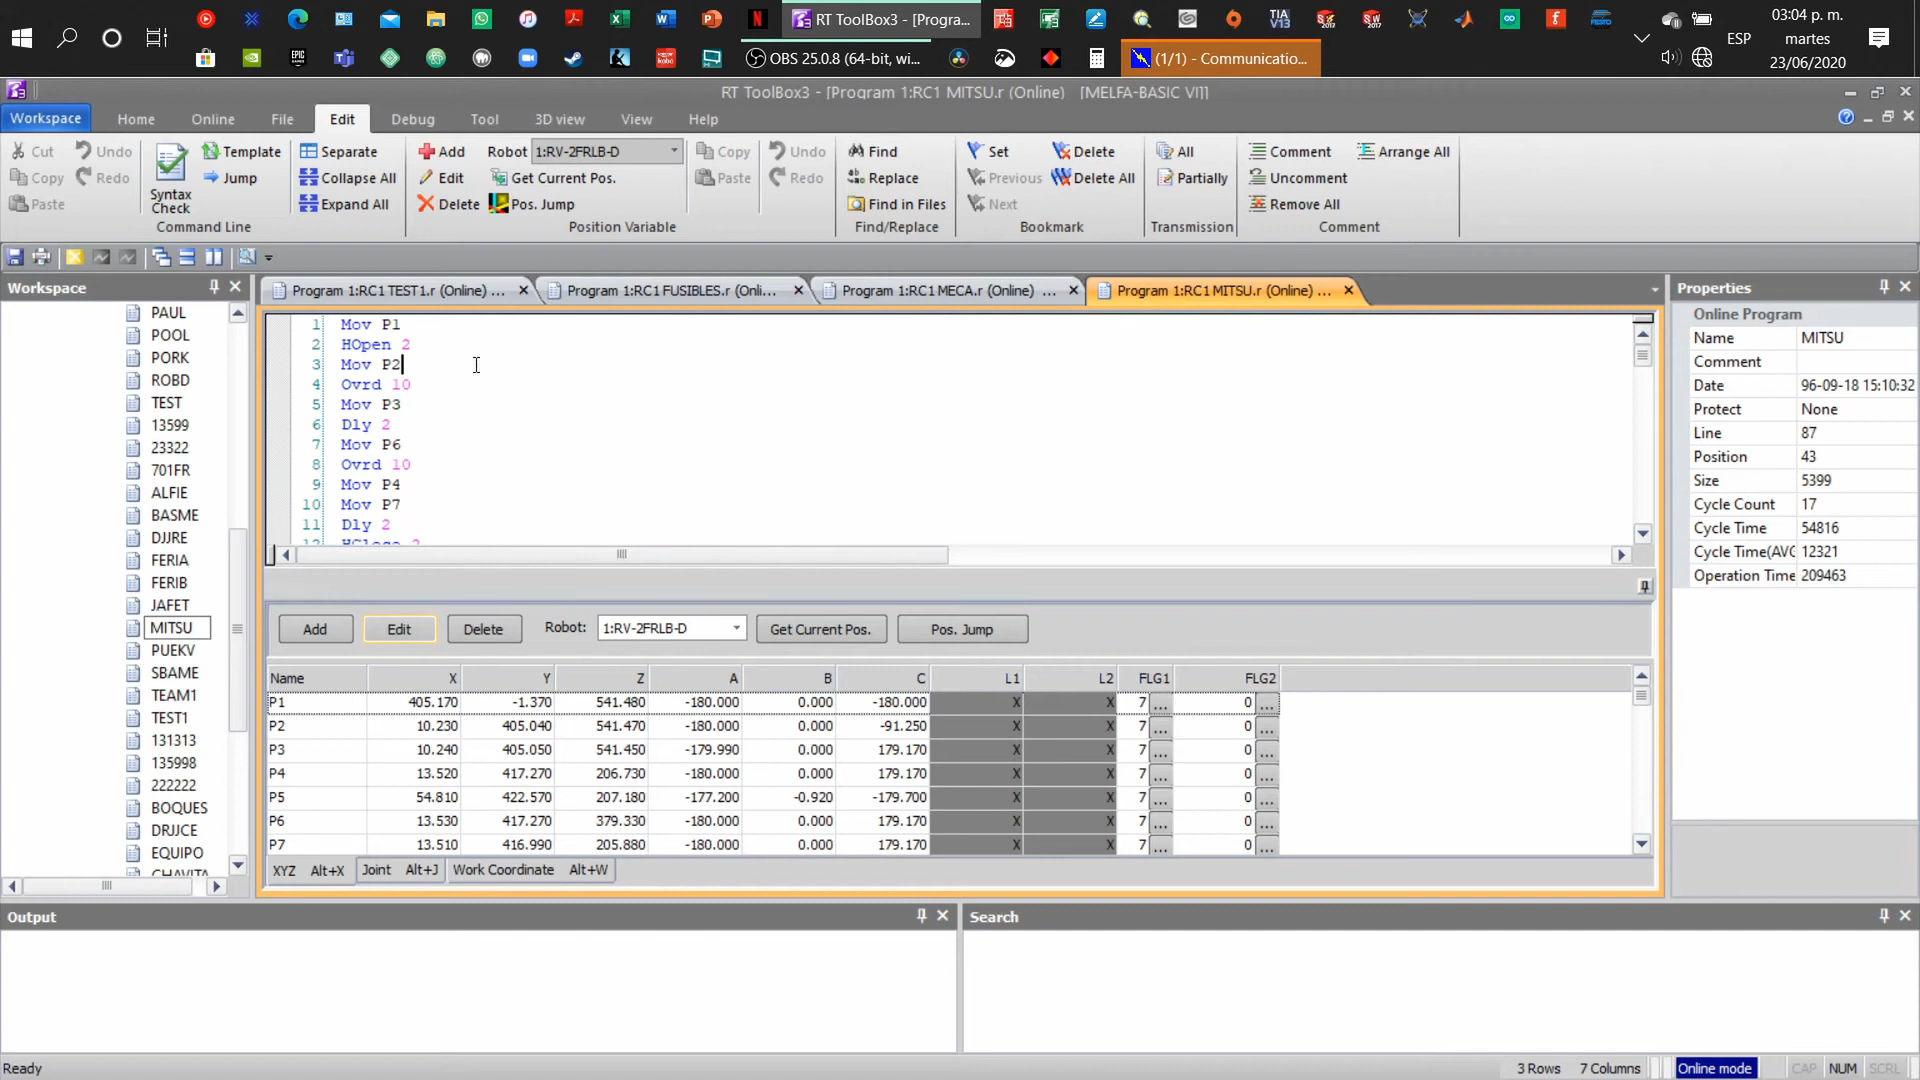 RT ToolBox3 - [Progra...
03:04 p. m.
ESP
martes
23/06/2020
OBS 25.0.8 (64-bit, wi...
(1/1) - Communicatio...
RT ToolBox3 - [Program 1:RC1 MITSU.r (Online) [MELFA-BASIC VI]]
Workspace Home Online File Edit Debug Tool 3D view View Help
Cut Undo Template Separate Add Robot 1:RV-2FRLB-D Copy Undo Find Set Delete All Comment Arrange All
Copy Redo Jump Collapse All Edit Get Current Pos. Paste Redo Replace Previous Delete All Partially Uncomment
Paste Syntax Check Expand All Delete Pos. Jump Find in Files Next Remove All
Command Line Position Variable Find/Replace Bookmark Transmission Comment
Workspace
Program 1:RC1 TEST1.r (Online) ...
Program 1:RC1 FUSIBLES.r (Onli...
Program 1:RC1 MECA.r (Online) ...
Program 1:RC1 MITSU.r (Online) ...
Properties
PAUL
POOL
PORK
ROBD
TEST
13599
23322
701FR
ALFIE
BASME
DJJRE
FERIA
FERIB
JAFET
MITSU
PUEKV
SBAME
TEAM1
TEST1
131313
135998
222222
BOQUES
DRJJCE
EQUIPO
CHAVITA
1 Mov P1
2 HOpen 2
3 Mov P2
4 Ovrd 10
5 Mov P3
6 Dly 2
7 Mov P6
8 Ovrd 10
9 Mov P4
10 Mov P7
11 Dly 2
12 HClose 2
Online Program
Name MITSU
Comment
Date 96-09-18 15:10:32
Protect None
Line 87
Position 43
Size 5399
Cycle Count 17
Cycle Time 54816
Cycle Time(AVG 12321
Operation Time 209463
Add Edit Delete Robot: 1:RV-2FRLB-D Get Current Pos. Pos. Jump
Name X Y Z A B C L1 L2 FLG1 FLG2
P1 405.170 -1.370 541.480 -180.000 0.000 -180.000 X X 7 ... 0 ...
P2 10.230 405.040 541.470 -180.000 0.000 -91.250 X X 7 ... 0 ...
P3 10.240 405.050 541.450 -179.990 0.000 179.170 X X 7 ... 0 ...
P4 13.520 417.270 206.730 -180.000 0.000 179.170 X X 7 ... 0 ...
P5 54.810 422.570 207.180 -177.200 -0.920 -179.700 X X 7 ... 0 ...
P6 13.530 417.270 379.330 -180.000 0.000 179.170 X X 7 ... 0 ...
P7 13.510 416.990 205.880 -180.000 0.000 179.170 X X 7 ... 0 ...
XYZ Alt+X Joint Alt+J Work Coordinate Alt+W
Output
Search
Ready
3 Rows 7 Columns Online mode CAP NUM SCRL